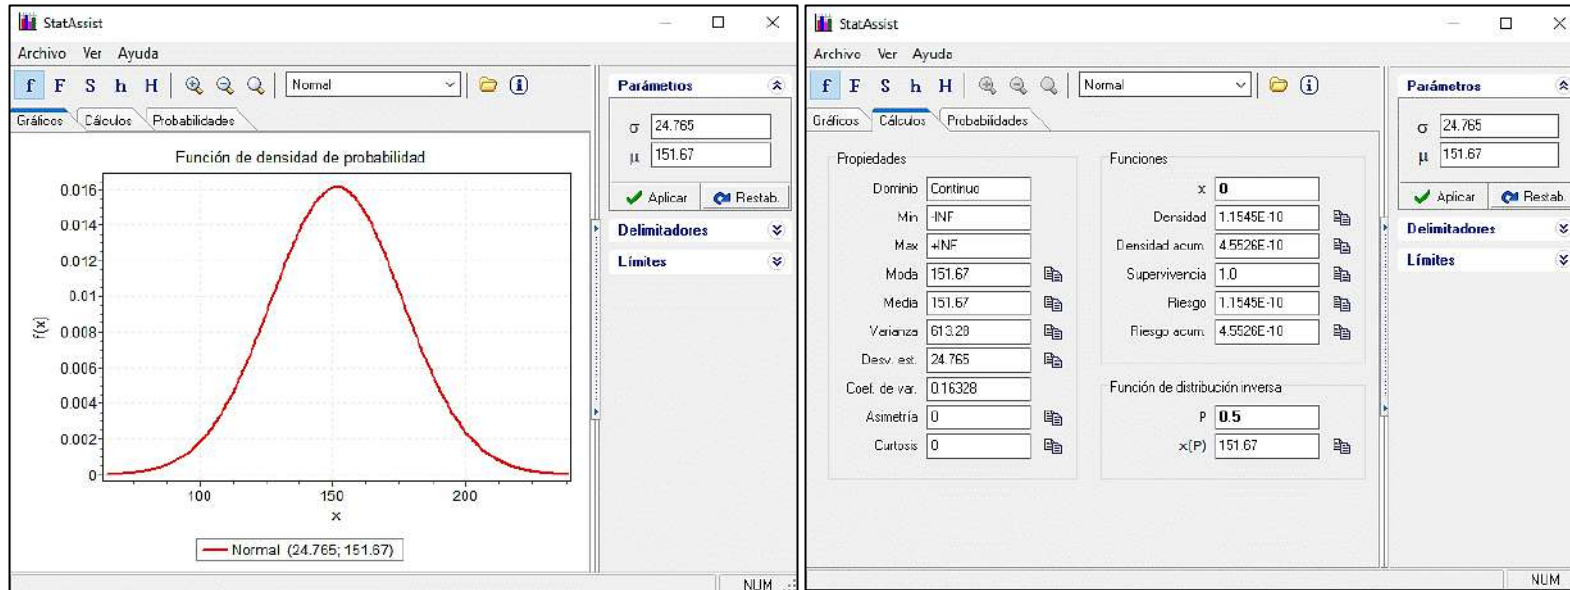 StatAssist
Archivo Ver Ayuda
f F S h H Normal
Gráficos Cálculos Probabilidades
Función de densidad de probabilidad
0.016
0.014
0.012
0.01
0.008
0.006
0.004
0.002
0
f(x)
100 150 200
x
Normal (24.765; 151.67)
Parámetros
σ 24.765
μ 151.67
Aplicar Restab.
Delimitadores
Límites
NUM
StatAssist
Archivo Ver Ayuda
f F S h H Normal
Gráficos Cálculos Probabilidades
Propiedades
Dominio Continuo
Min -INF
Max +INF
Moda 151.67
Media 151.67
Varianza 613.28
Desv. est. 24.765
Coef. de var. 0.16328
Asimetría 0
Curtosis 0
Funciones
x 0
Densidad 1.1545E-10
Densidad acum. 4.5526E-10
Supervivencia 1.0
Riesgo 1.1545E-10
Riesgo acum. 4.5526E-10
Función de distribución inversa
P 0.5
x(P) 151.67
Parámetros
σ 24.765
μ 151.67
Aplicar Restab.
Delimitadores
Límites
NUM